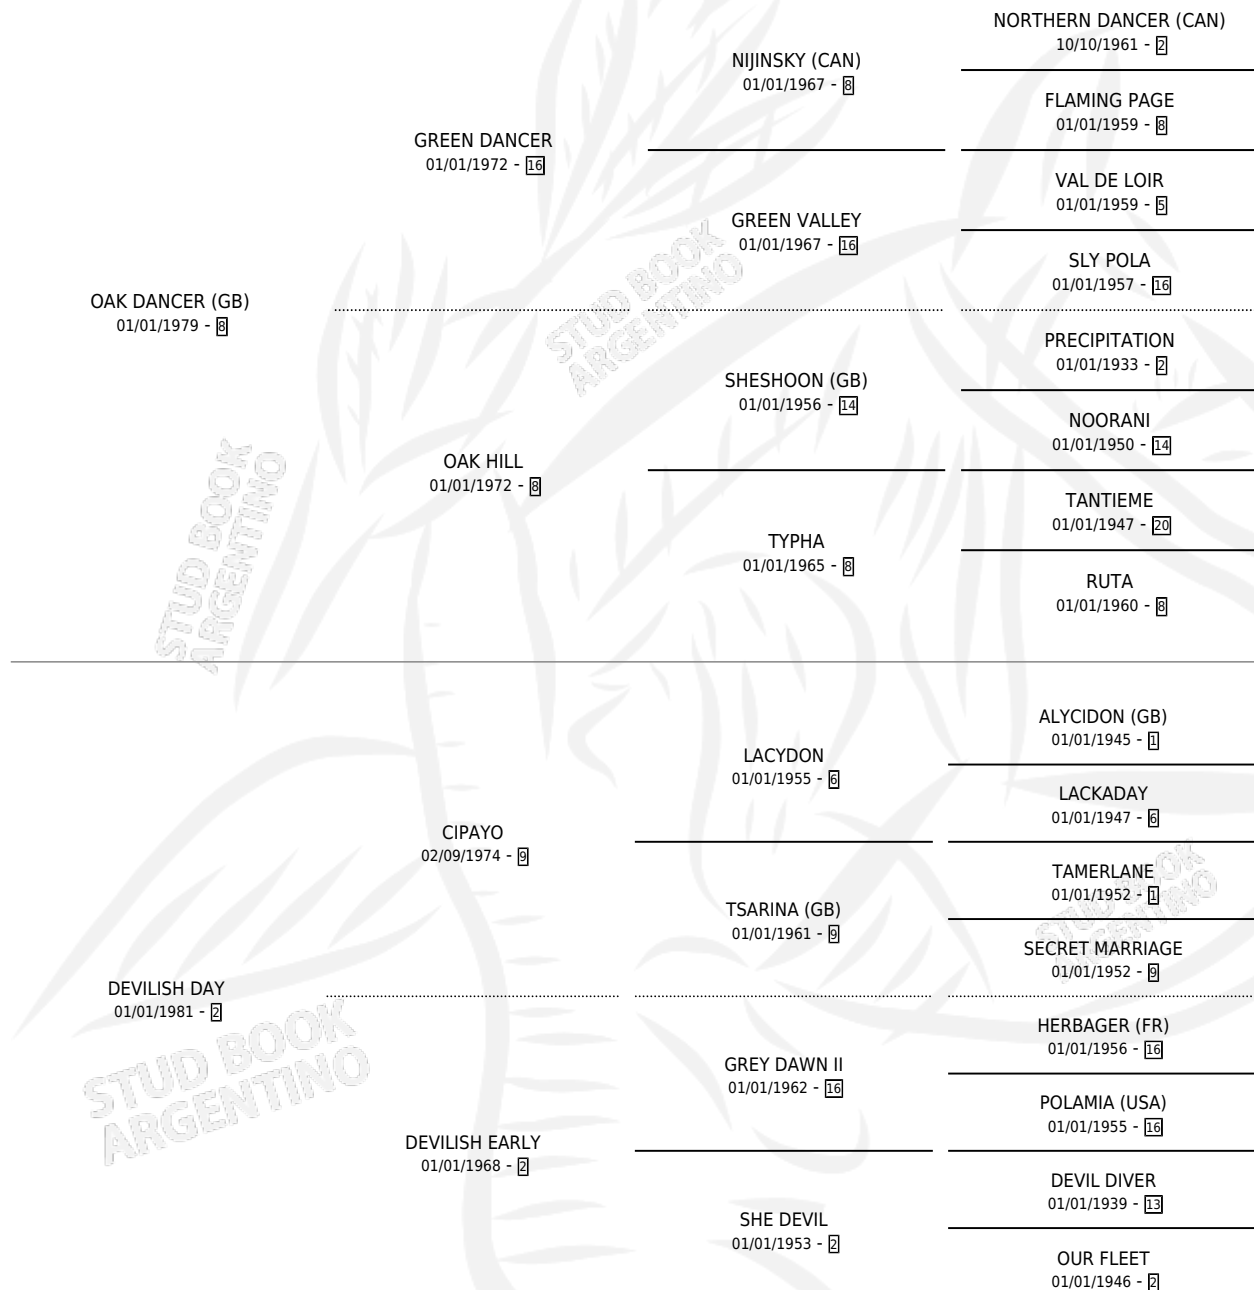 NORTHERN DANCER (CAN)
10/10/1961 - 2
NIJINSKY (CAN)
01/01/1967 - 8
FLAMING PAGE
01/01/1959 - 8
GREEN DANCER
01/01/1972 - 16
VAL DE LOIR
01/01/1959 - 5
GREEN VALLEY
01/01/1967 - 16
SLY POLA
01/01/1957 - 16
OAK DANCER (GB)
01/01/1979 - 8
PRECIPITATION
01/01/1933 - 2
SHESHOON (GB)
01/01/1956 - 14
NOORANI
01/01/1950 - 14
OAK HILL
01/01/1972 - 8
TANTIEME
01/01/1947 - 20
TYPHA
01/01/1965 - 8
RUTA
01/01/1960 - 8
ALYCIDON (GB)
01/01/1945 - 1
LACYDON
01/01/1955 - 6
LACKADAY
01/01/1947 - 6
CIPAYO
02/09/1974 - 9
TAMERLANE
01/01/1952 - 1
TSARINA (GB)
01/01/1961 - 9
SECRET MARRIAGE
01/01/1952 - 9
DEVILISH DAY
01/01/1981 - 2
HERBAGER (FR)
01/01/1956 - 16
GREY DAWN II
01/01/1962 - 16
POLAMIA (USA)
01/01/1955 - 16
DEVILISH EARLY
01/01/1968 - 2
DEVIL DIVER
01/01/1939 - 13
SHE DEVIL
01/01/1953 - 2
OUR FLEET
01/01/1946 - 2
STUD BOOK
ARGENTINO
STUD BOOK
ARGENTINO
STUD BOOK
ARGENTINO
STUD BOOK
ARGENTINO